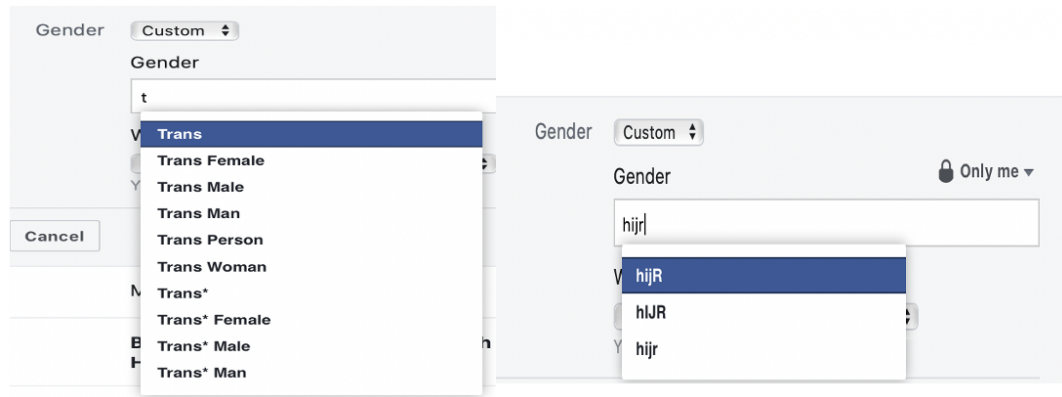 Gender Custom
Gender
t
W
Trans
Trans Female
Trans Male
Y
Trans Man
Cancel
Trans Person
Trans Woman
M
Trans*
Trans* Female
B
Trans* Male
h
H
Trans* Man
Gender Custom
Gender Only me
hijr
W
hijR
hIJR
Y
hijr